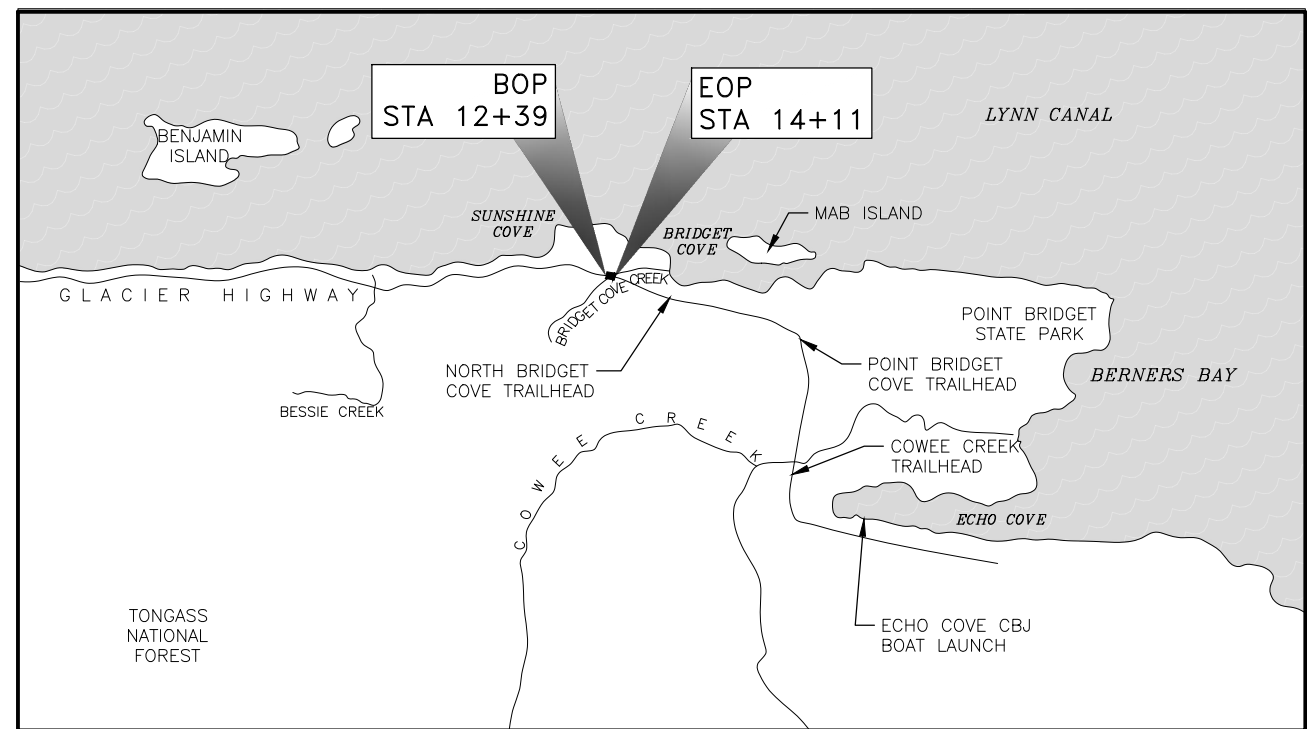 BOP
STA 12+39
EOP
STA 14+11
LYNN CANAL
BENJAMIN
ISLAND
SUNSHINE
COVE
BRIDGET
COVE
MAB ISLAND
GLACIER HIGHWAY
BRIDGET COVE CREEK
POINT BRIDGET
STATE PARK
NORTH BRIDGET
COVE TRAILHEAD
POINT BRIDGET
COVE TRAILHEAD
BERNERS BAY
BESSIE CREEK
COWEE CREEK
COWEE CREEK
TRAILHEAD
ECHO COVE
TONGASS
NATIONAL
FOREST
ECHO COVE CBJ
BOAT LAUNCH